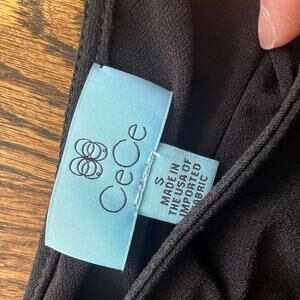 CeCe
S
MADE IN
THE USA OF
IMPORTED
FABRIC